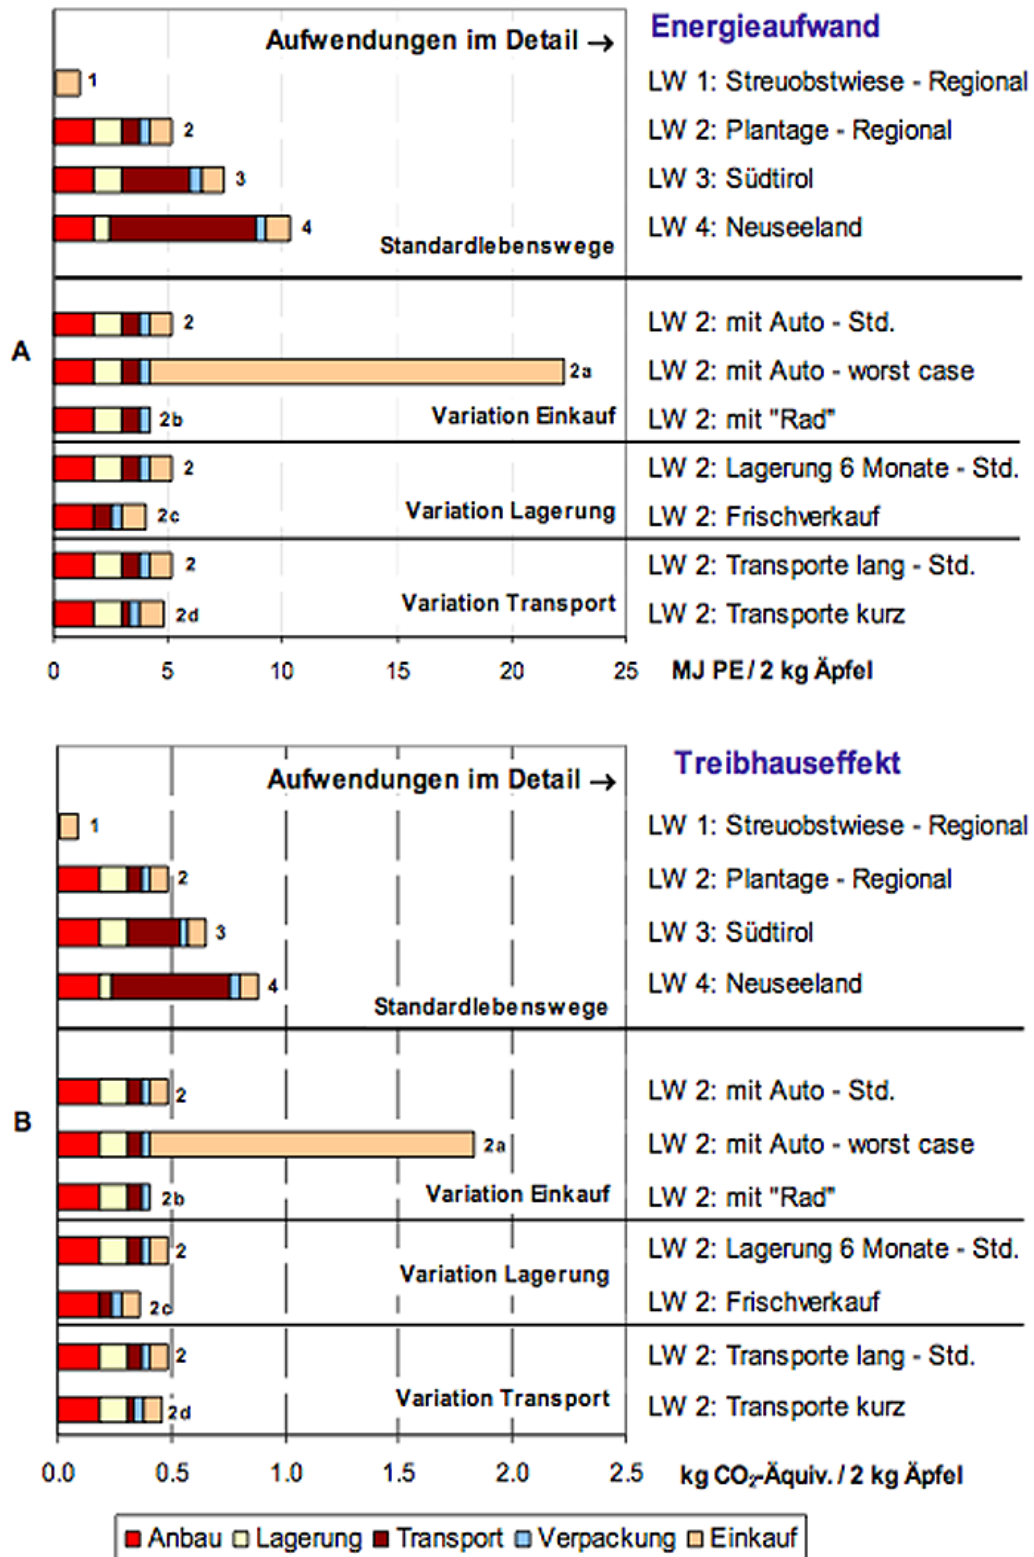 Aufwendungen im Detail → Energieaufwand
1 LW 1: Streuobstwiese - Regional
2 LW 2: Plantage - Regional
3 LW 3: Südtirol
4 LW 4: Neuseeland
Standardlebenswege
A
2 LW 2: mit Auto - Std.
2a LW 2: mit Auto - worst case
2b Variation Einkauf LW 2: mit "Rad"
2 LW 2: Lagerung 6 Monate - Std.
2c Variation Lagerung LW 2: Frischverkauf
2 LW 2: Transporte lang - Std.
2d Variation Transport LW 2: Transporte kurz
0 5 10 15 20 25 MJ PE / 2 kg Äpfel
Aufwendungen im Detail → Treibhauseffekt
1 LW 1: Streuobstwiese - Regional
2 LW 2: Plantage - Regional
3 LW 3: Südtirol
4 LW 4: Neuseeland
Standardlebenswege
B
2 LW 2: mit Auto - Std.
2a LW 2: mit Auto - worst case
2b Variation Einkauf LW 2: mit "Rad"
2 LW 2: Lagerung 6 Monate - Std.
Variation Lagerung
2c LW 2: Frischverkauf
2 LW 2: Transporte lang - Std.
2d Variation Transport LW 2: Transporte kurz
0.0 0.5 1.0 1.5 2.0 2.5 kg CO₂-Äquiv. / 2 kg Äpfel
Anbau Lagerung Transport Verpackung Einkauf